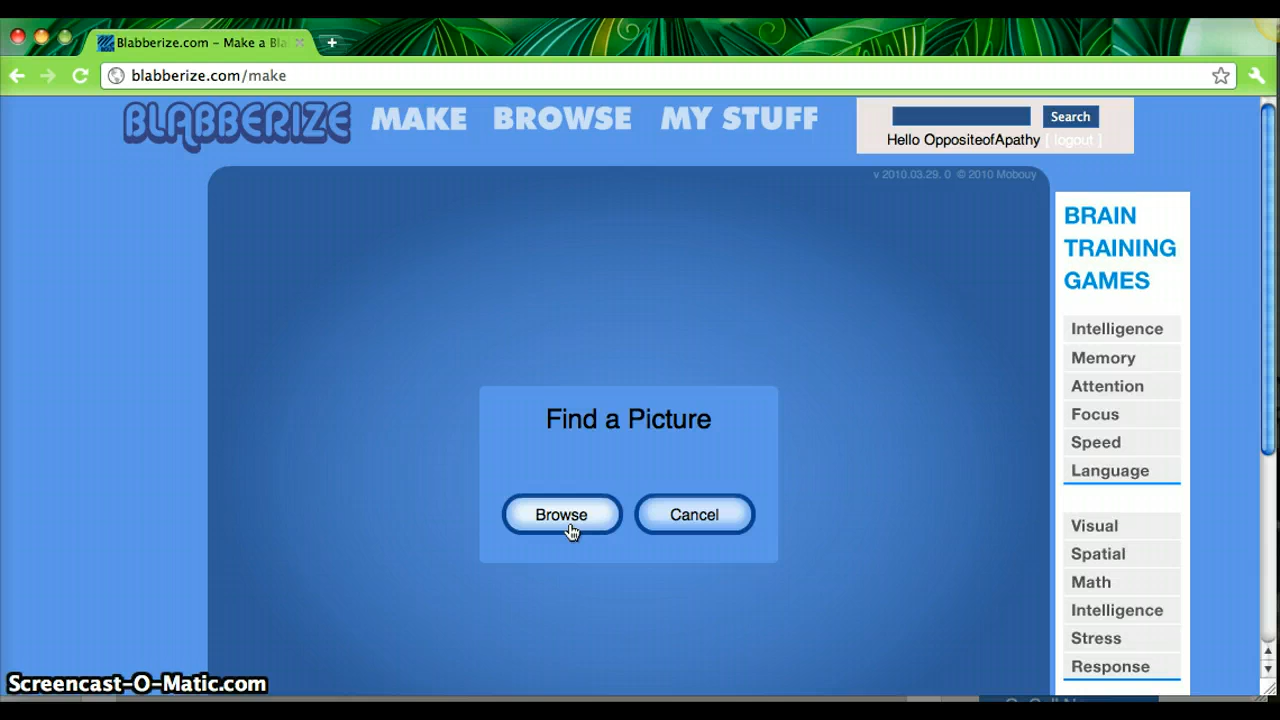 Blabberize.com – Make a Bla
blabberize.com/make
BLABBERIZE
MAKE
BROWSE
MY STUFF
Search
Hello OppositeofApathy [ logout ]
v 2010.03.29. 0 © 2010 Mobouy
BRAIN
TRAINING
GAMES
Intelligence
Memory
Attention
Focus
Speed
Language
Visual
Spatial
Math
Intelligence
Stress
Response
Find a Picture
Browse
Cancel
Screencast-O-Matic.com